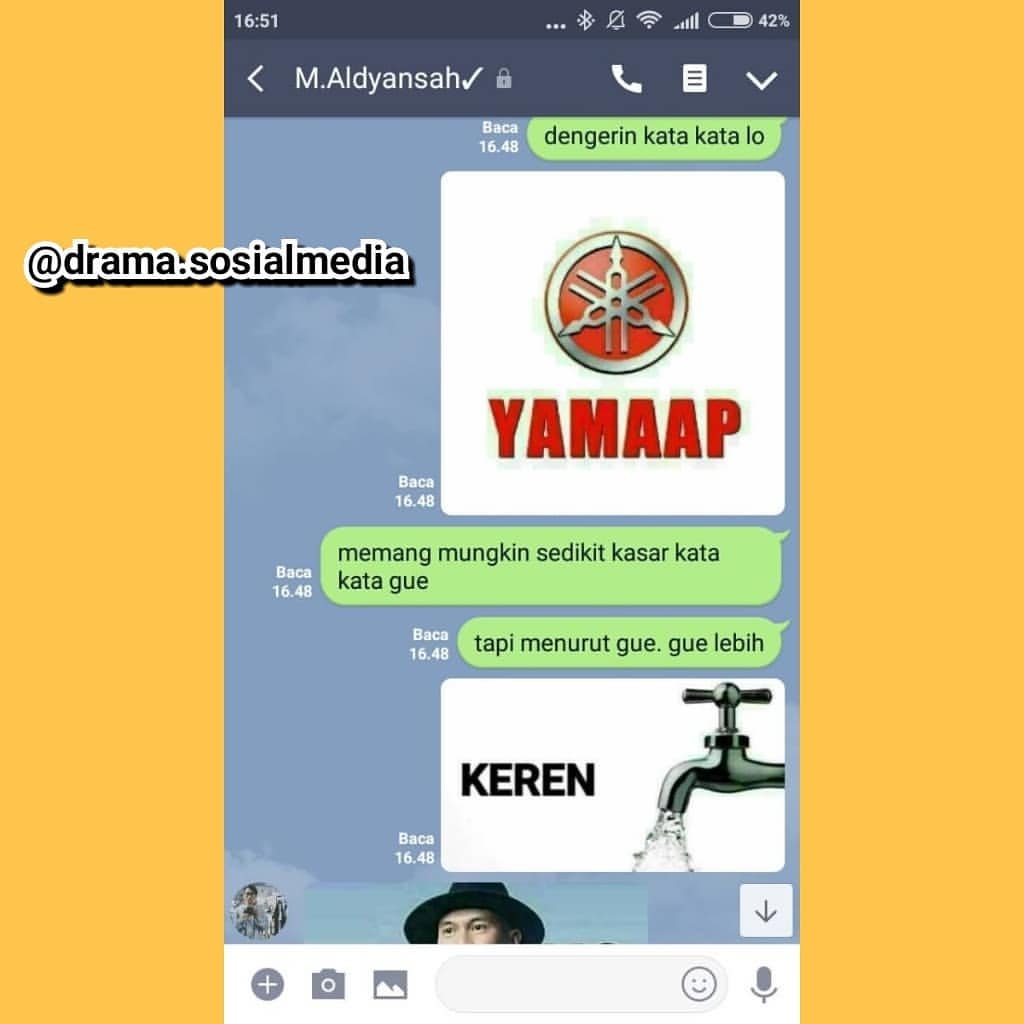 16:51
42%
M.Aldyansah✓
Baca
16.48
dengerin kata kata lo
@drama.sosialmedia
YAMAAP
Baca
16.48
memang mungkin sedikit kasar kata
kata gue
Baca
16.48
tapi menurut gue. gue lebih
Baca
16.48
KEREN
Baca
16.48